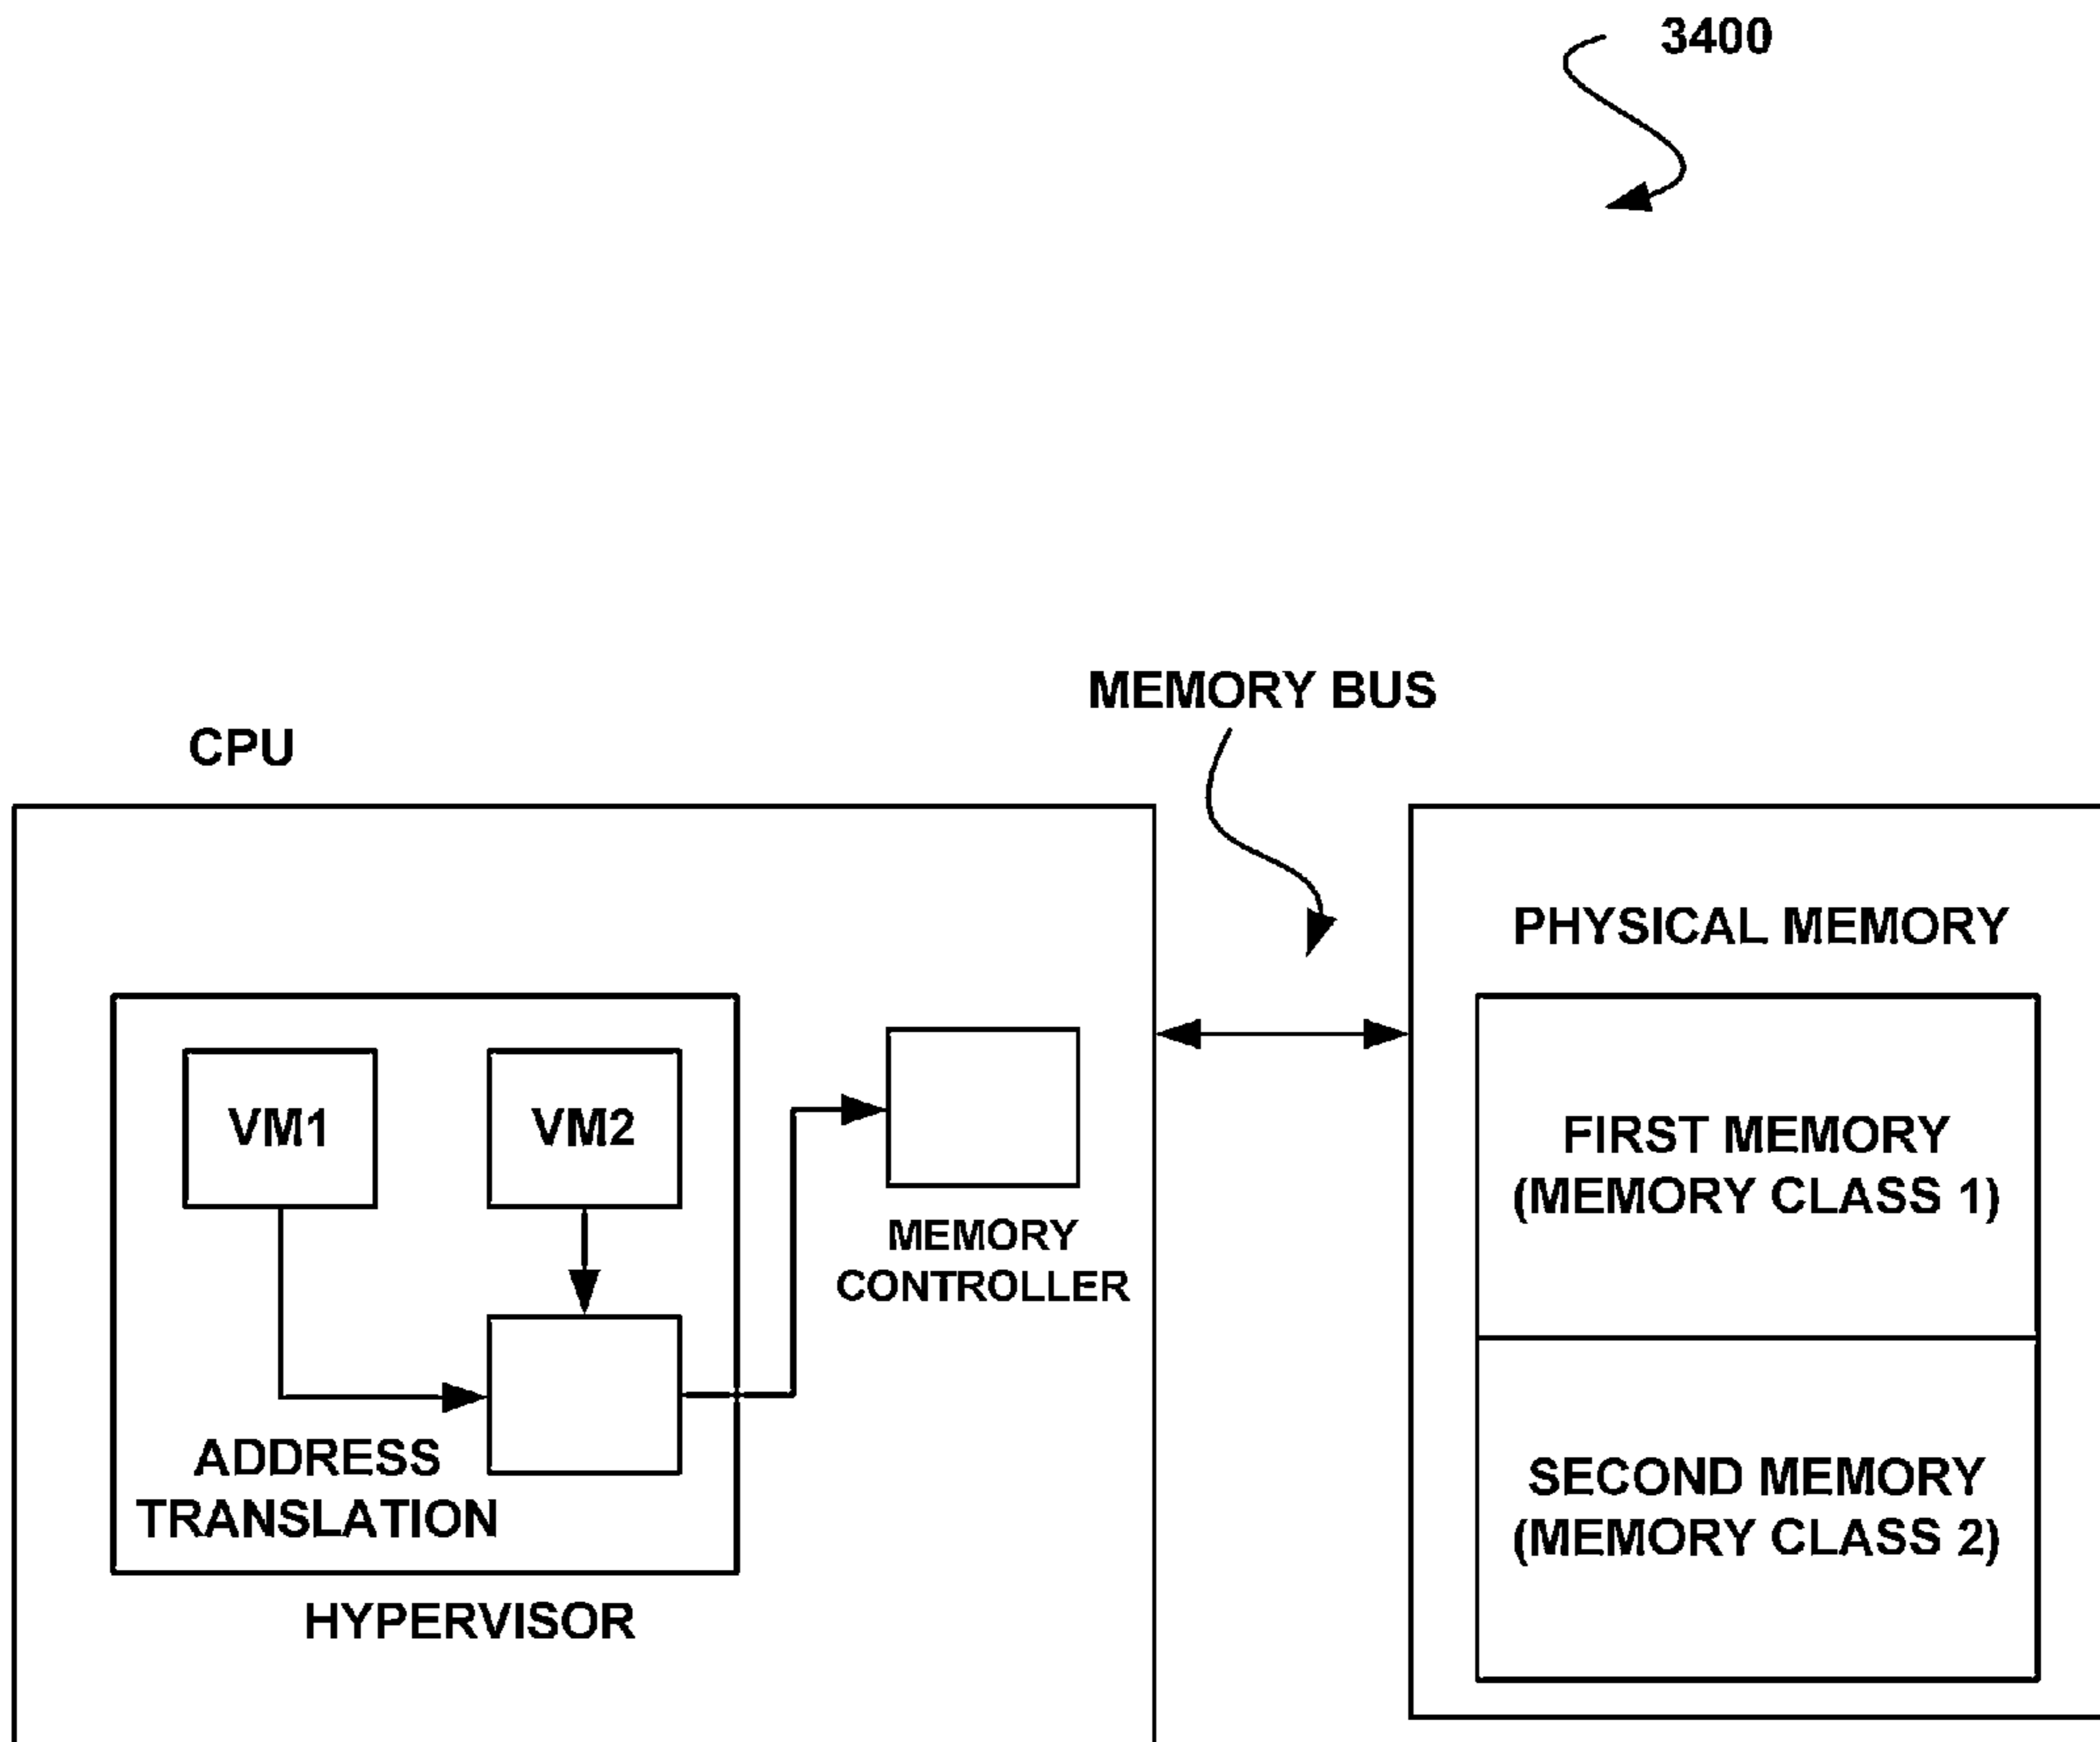 3400
MEMORY BUS
CPU
PHYSICAL MEMORY
VM1
VM2
FIRST MEMORY
(MEMORY CLASS 1)
MEMORY
CONTROLLER
ADDRESS
TRANSLATION
SECOND MEMORY
(MEMORY CLASS 2)
HYPERVISOR